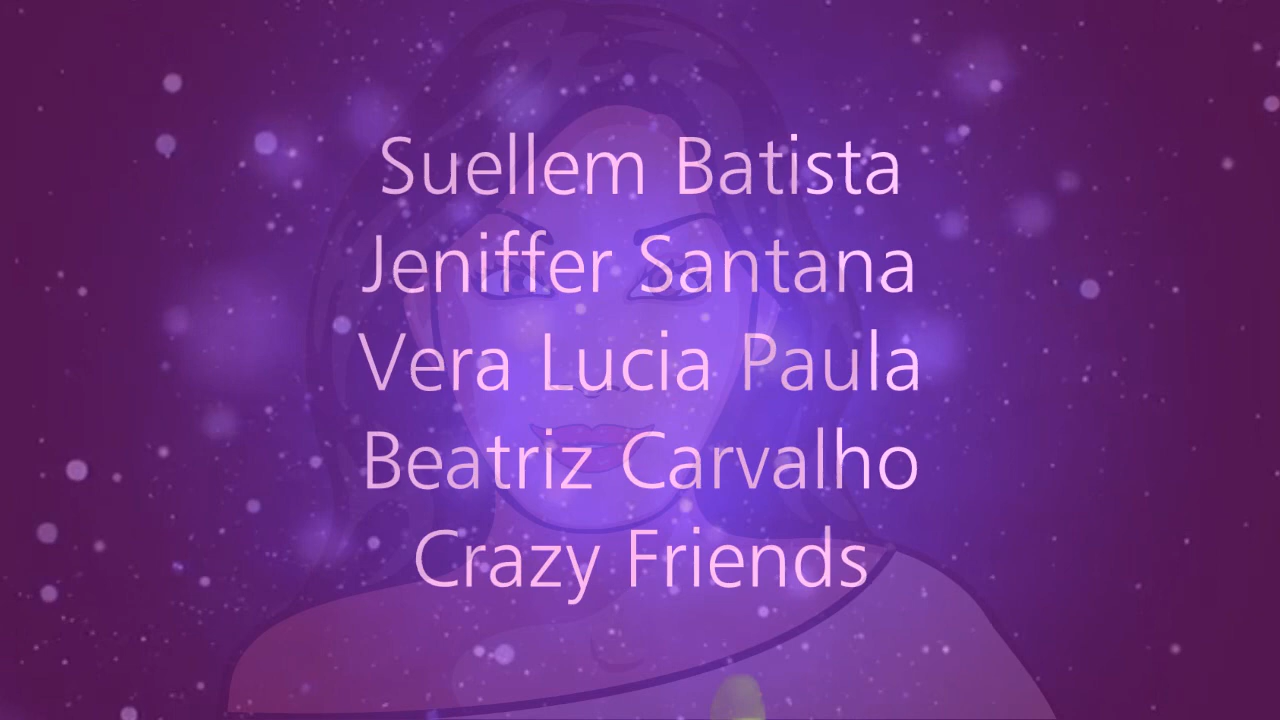 Suellem Batista
Jeniffer Santana
Vera Lucia Paula
Beatriz Carvalho
Crazy Friends